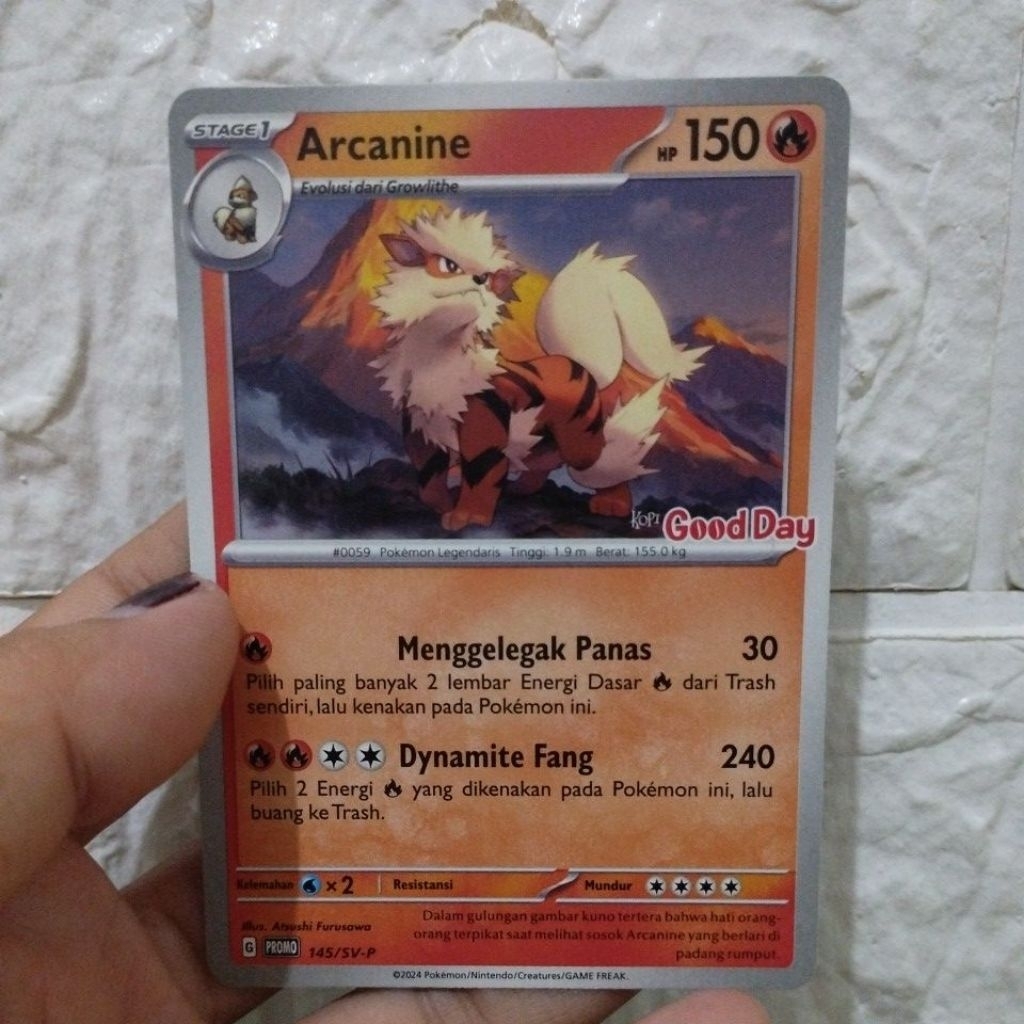 STAGE 1
Arcanine
HP 150
Evolusi dari Growlithe
KOPI Good Day
#0059 Pokémon Legendaris Tinggi: 1.9 m Berat: 155.0 kg
Menggelegak Panas 30
Pilih paling banyak 2 lembar Energi Dasar dari Trash
sendiri, lalu kenakan pada Pokémon ini.
Dynamite Fang 240
Pilih 2 Energi yang dikenakan pada Pokémon ini, lalu
buang ke Trash.
Kelemahan ×2 Resistansi Mundur
Illus. Atsushi Furusawa
G PROMO 145/SV-P
Dalam gulungan gambar kuno tertera bahwa hati orang-
orang terpikat saat melihat sosok Arcanine yang berlari di
padang rumput.
©2024 Pokémon/Nintendo/Creatures/GAME FREAK.